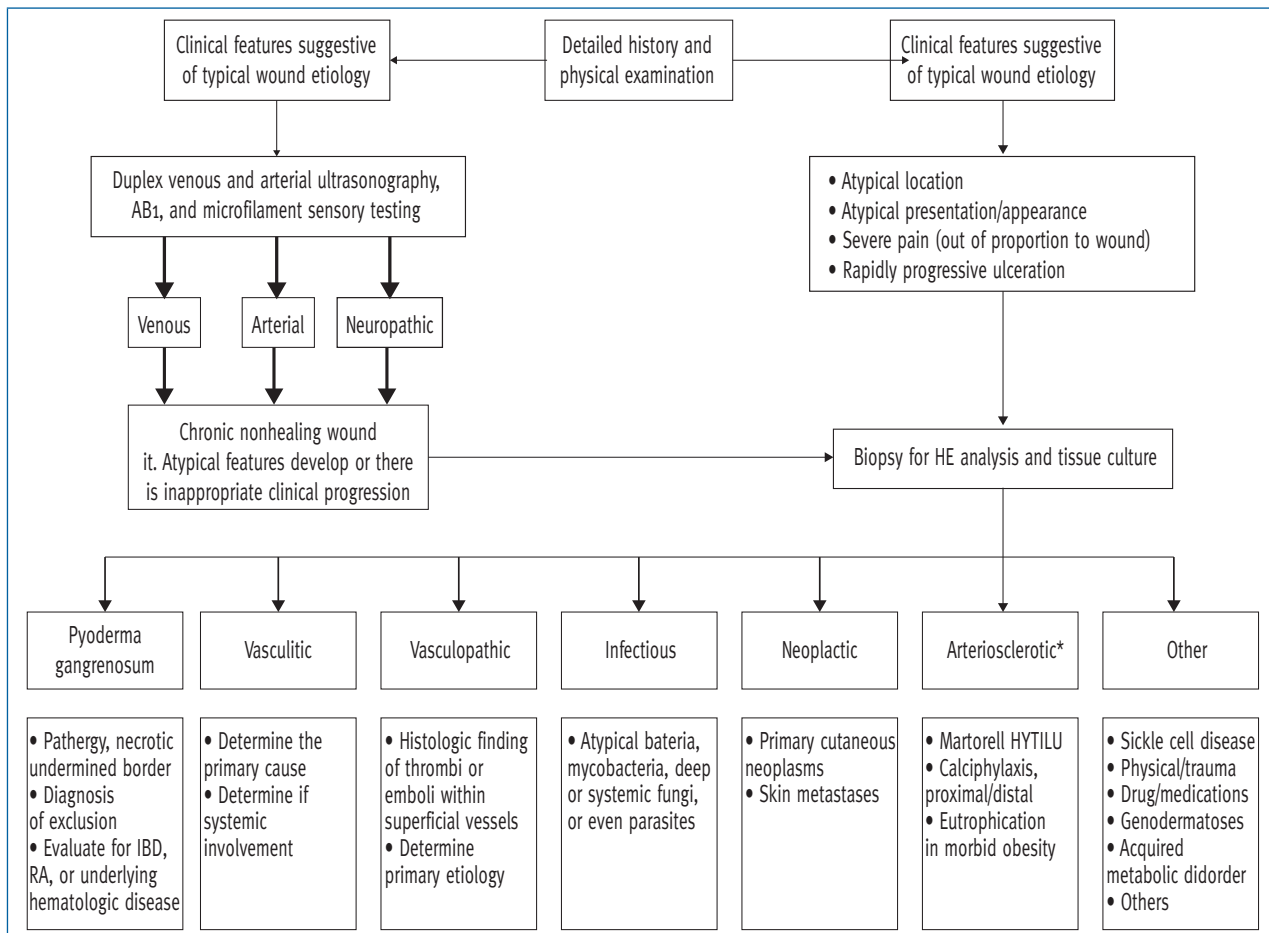 Clinical features suggestive
of typical wound etiology
Detailed history and
physical examination
Clinical features suggestive
of typical wound etiology
Duplex venous and arterial ultrasonography,
AB1, and microfilament sensory testing
• Atypical location
• Atypical presentation/appearance
• Severe pain (out of proportion to wound)
• Rapidly progressive ulceration
Venous
Arterial
Neuropathic
Chronic nonhealing wound
it. Atypical features develop or there
is inappropriate clinical progression
Biopsy for HE analysis and tissue culture
Pyoderma
gangrenosum
Vasculitic
Vasculopathic
Infectious
Neoplactic
Arteriosclerotic*
Other
• Pathergy, necrotic
undermined border
• Diagnosis
of exclusion
• Evaluate for IBD,
RA, or underlying
hematologic disease
• Determine the
primary cause
• Determine if
systemic
involvement
• Histologic finding
of thrombi or
emboli within
superficial vessels
• Determine
primary etiology
• Atypical bateria,
mycobacteria, deep
or systemic fungi,
or even parasites
• Primary cutaneous
neoplasms
• Skin metastases
• Martorell HYTILU
• Calciphylaxis,
proximal/distal
• Eutrophication
in morbid obesity
• Sickle cell disease
• Physical/trauma
• Drug/medications
• Genodermatoses
• Acquired
metabolic didorder
• Others